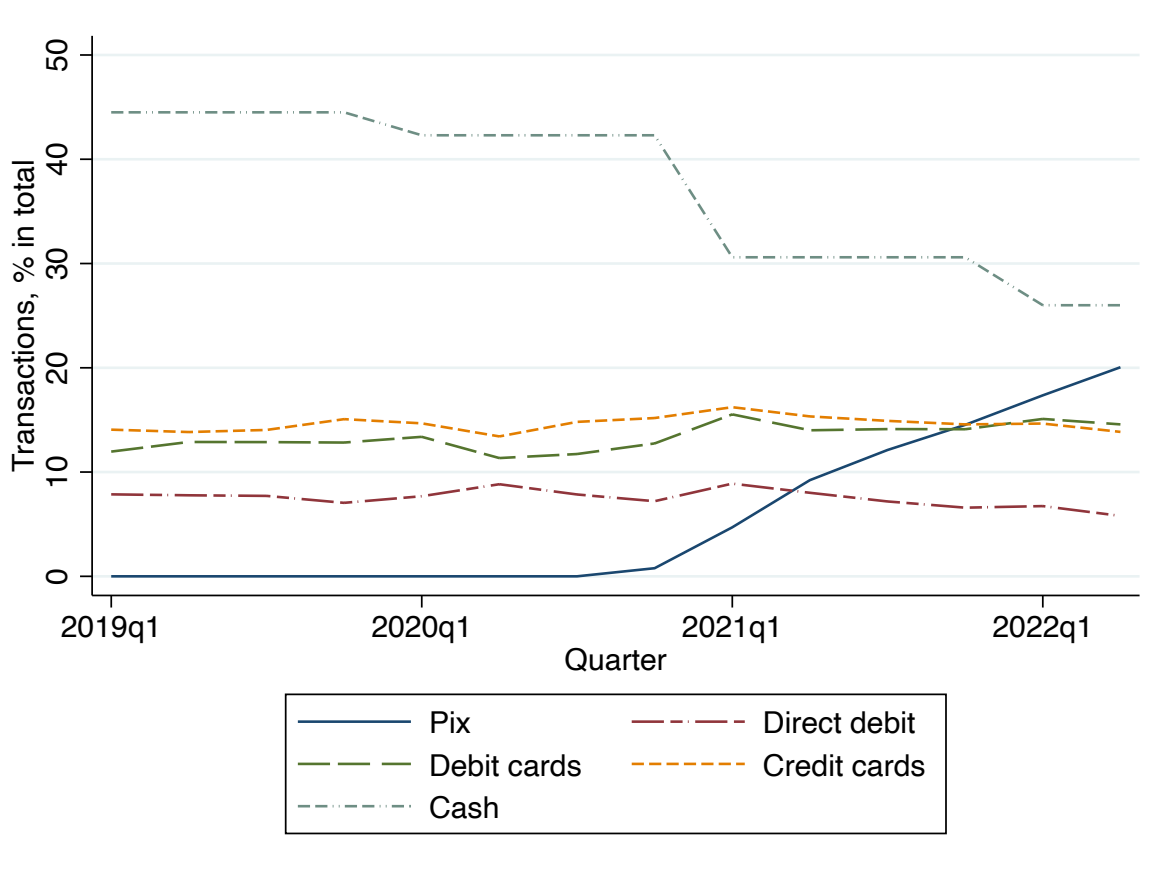 Transactions, % in total
50
40
30
20
10
0
2019q1 2020q1 2021q1 2022q1
Quarter
Pix Direct debit
Debit cards Credit cards
Cash